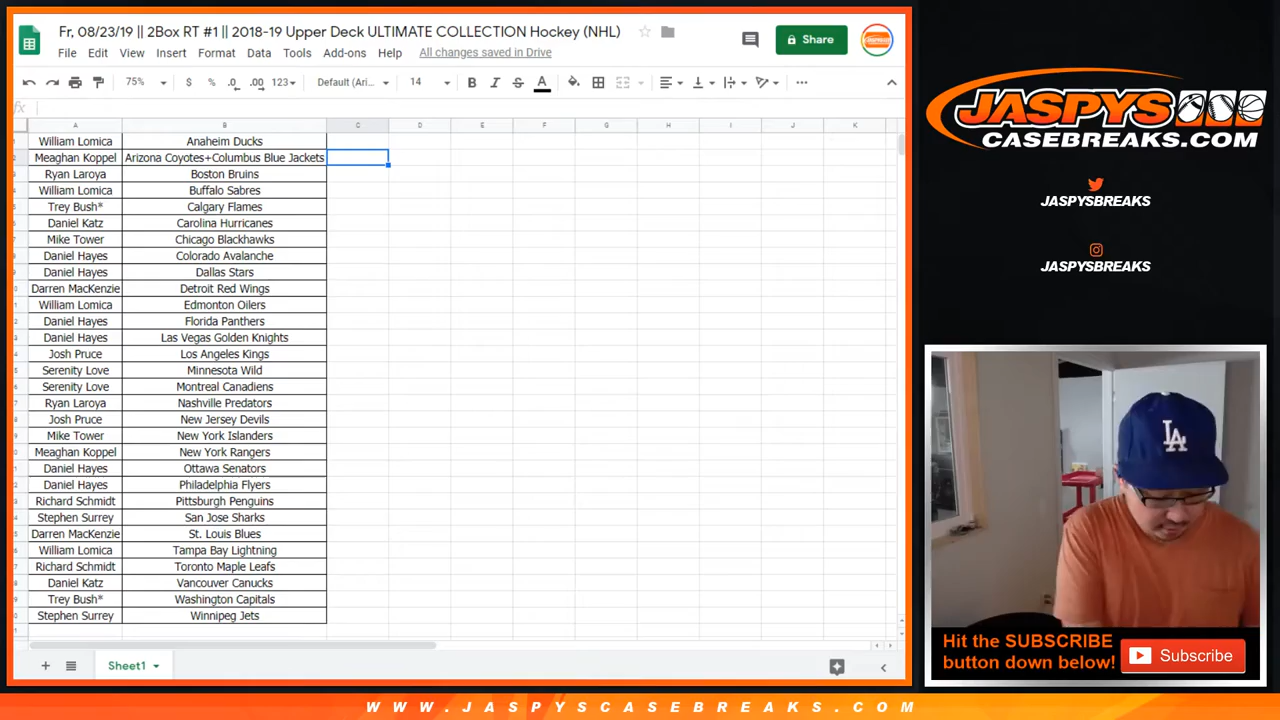 Fr, 08/23/19 || 2Box RT #1 || 2018-19 Upper Deck ULTIMATE COLLECTION Hockey (NHL)
File Edit View Insert Format Data Tools Add-ons Help All changes saved in Drive
Share
75% $ % .0 .00 123 Default (Ari... 14 B I S A
fx
A B C D E F G H I J K
William Lomica Anaheim Ducks
Meaghan Koppel Arizona Coyotes+Columbus Blue Jackets
Ryan Laroya Boston Bruins
William Lomica Buffalo Sabres
Trey Bush* Calgary Flames
Daniel Katz Carolina Hurricanes
Mike Tower Chicago Blackhawks
Daniel Hayes Colorado Avalanche
Daniel Hayes Dallas Stars
Darren MacKenzie Detroit Red Wings
William Lomica Edmonton Oilers
Daniel Hayes Florida Panthers
Daniel Hayes Las Vegas Golden Knights
Josh Pruce Los Angeles Kings
Serenity Love Minnesota Wild
Serenity Love Montreal Canadiens
Ryan Laroya Nashville Predators
Josh Pruce New Jersey Devils
Mike Tower New York Islanders
Meaghan Koppel New York Rangers
Daniel Hayes Ottawa Senators
Daniel Hayes Philadelphia Flyers
Richard Schmidt Pittsburgh Penguins
Stephen Surrey San Jose Sharks
Darren MacKenzie St. Louis Blues
William Lomica Tampa Bay Lightning
Richard Schmidt Toronto Maple Leafs
Daniel Katz Vancouver Canucks
Trey Bush* Washington Capitals
Stephen Surrey Winnipeg Jets
Sheet1
JASPYS
CASEBREAKS.COM
JASPYSBREAKS
JASPYSBREAKS
LA
Hit the SUBSCRIBE
button down below!
Subscribe
WWW.JASPYSCASEBREAKS.COM